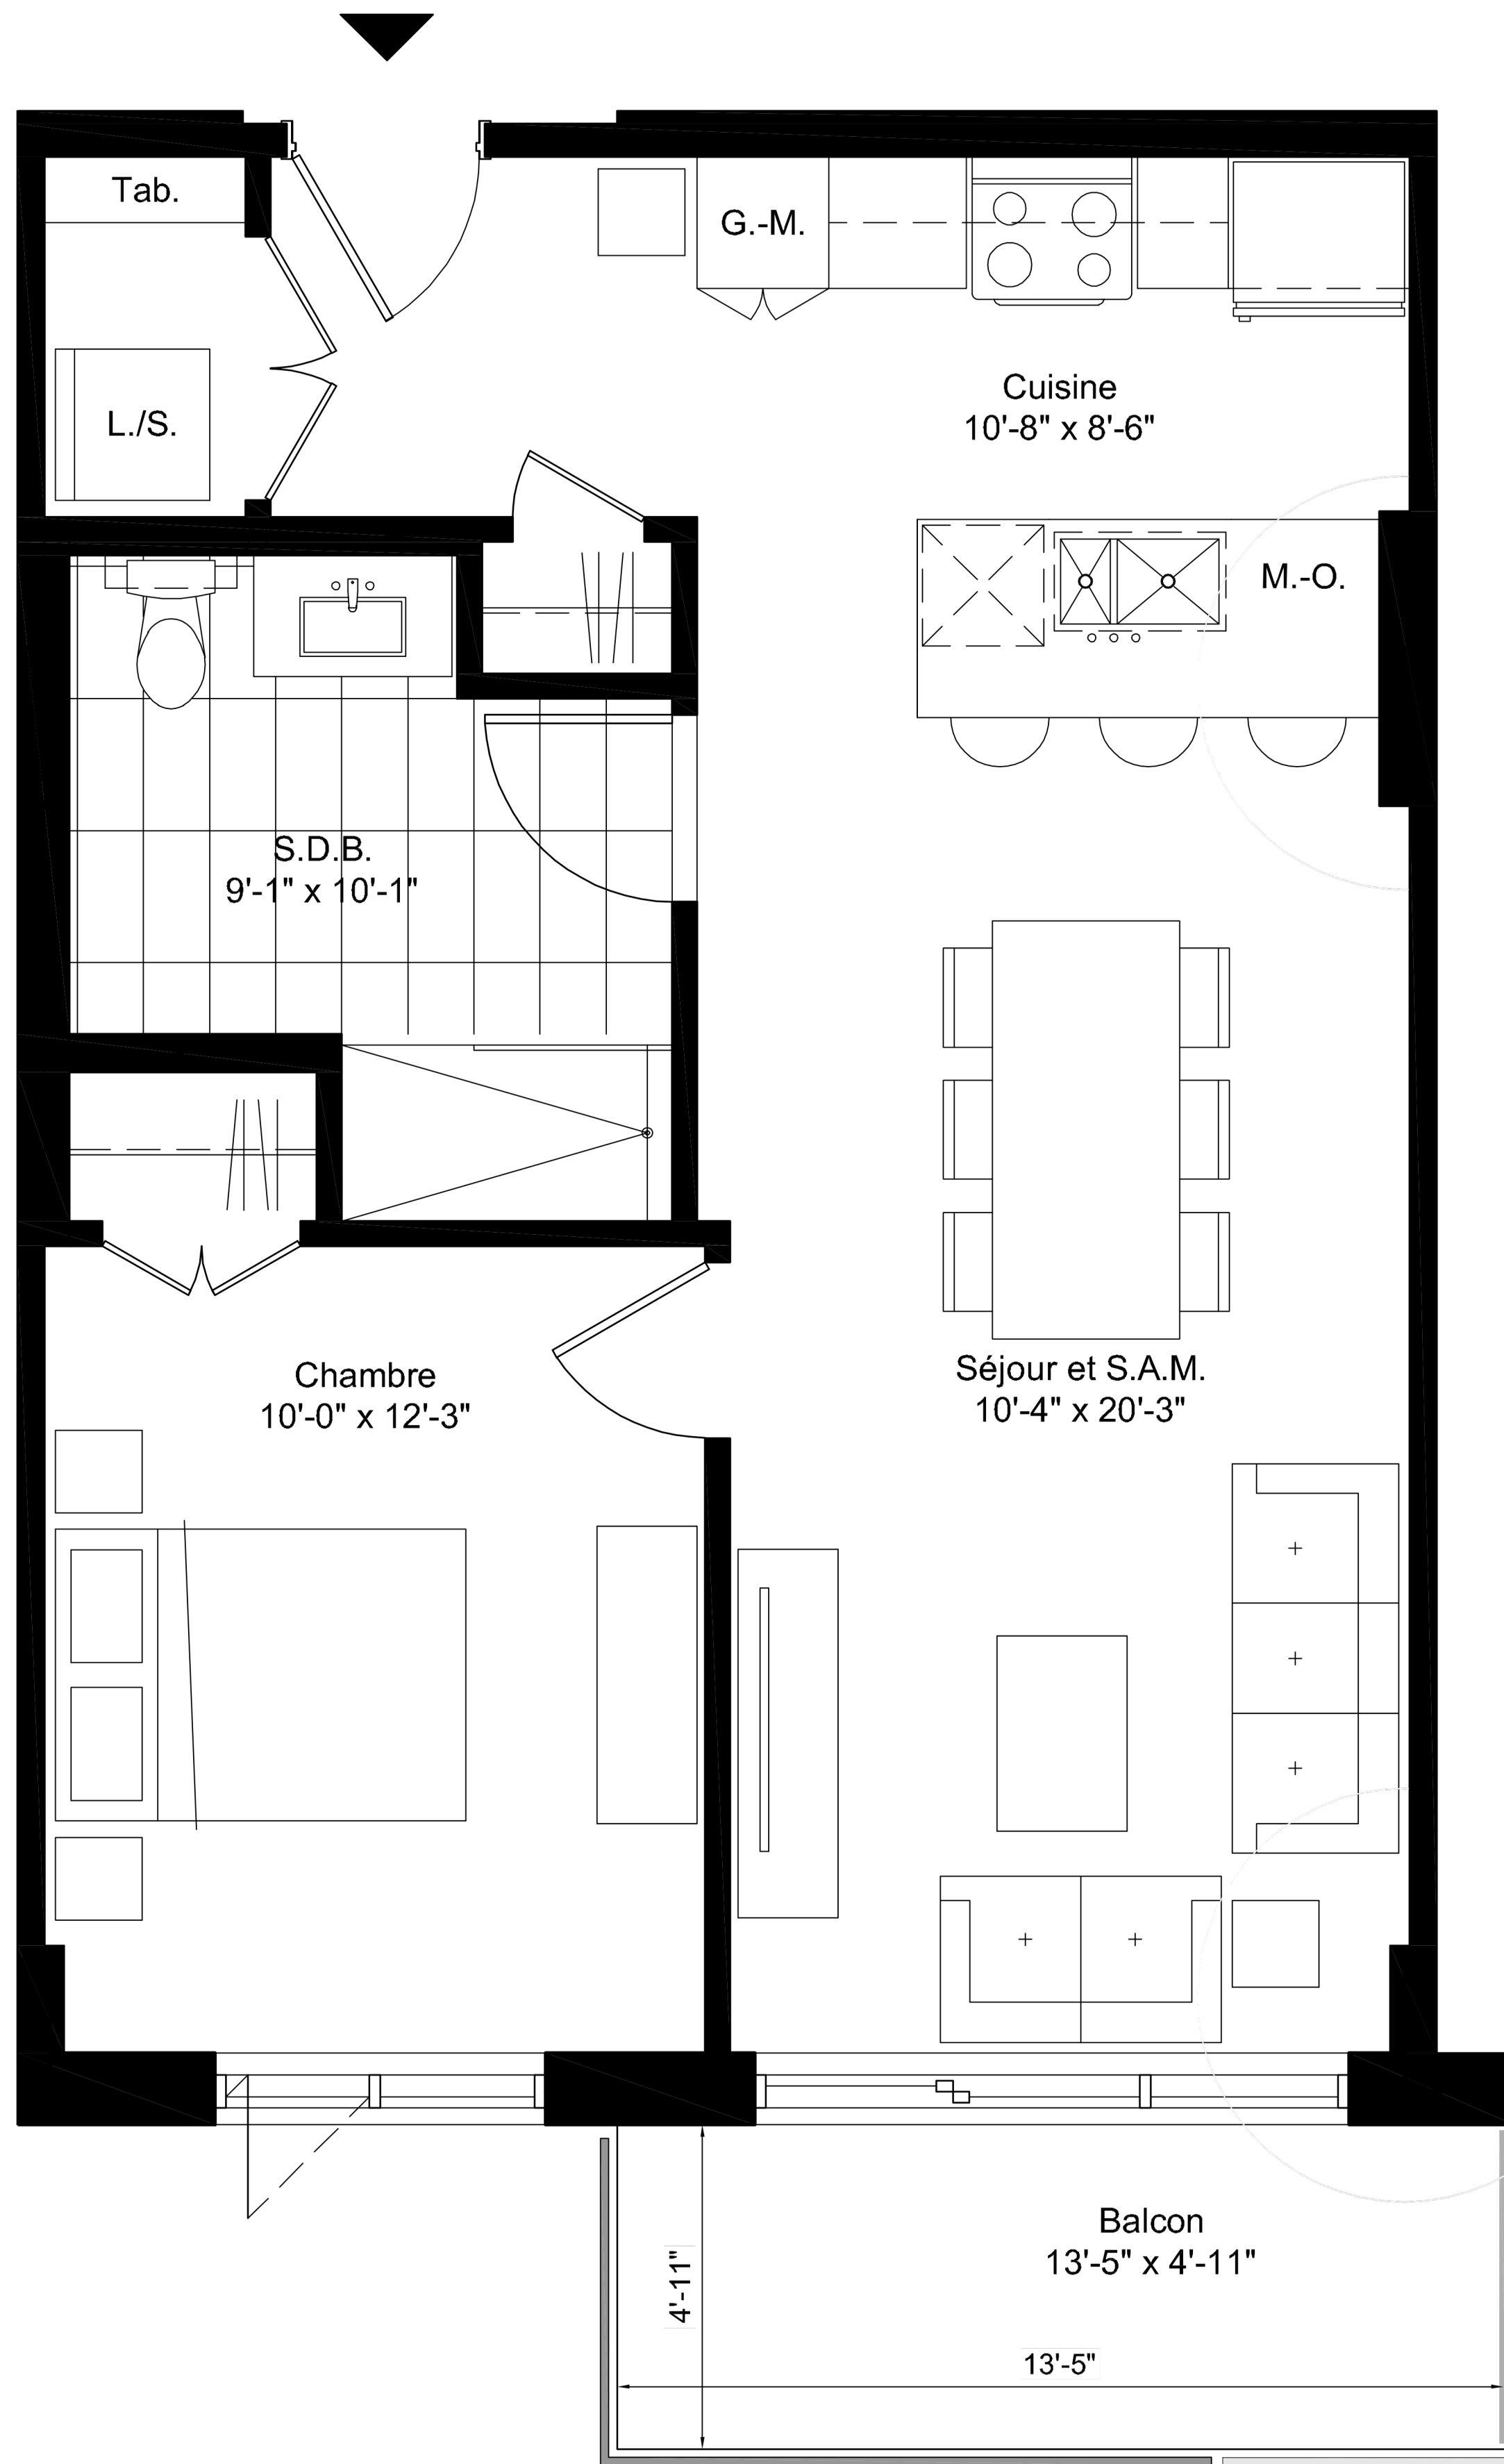 Tab.
G.-M.
L./S.
Cuisine
10'-8" x 8'-6"
M.-O.
S.D.B.
9'-1" x 10'-1"
Chambre
10'-0" x 12'-3"
Séjour et S.A.M.
10'-4" x 20'-3"
Balcon
13'-5" x 4'-11"
4'-11"
13'-5"